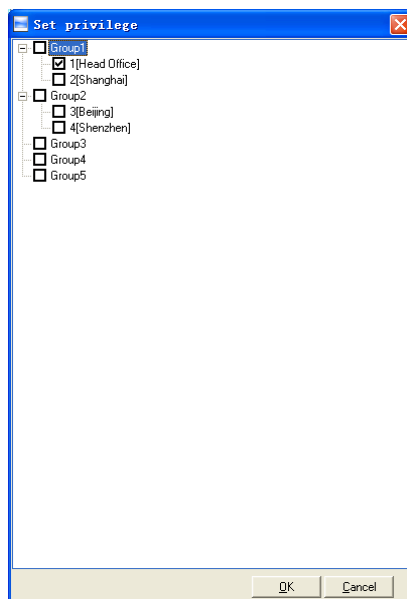 Set privilege
Group1
1[Head Office]
2[Shanghai]
Group2
3[Beijing]
4[Shenzhen]
Group3
Group4
Group5
OK Cancel